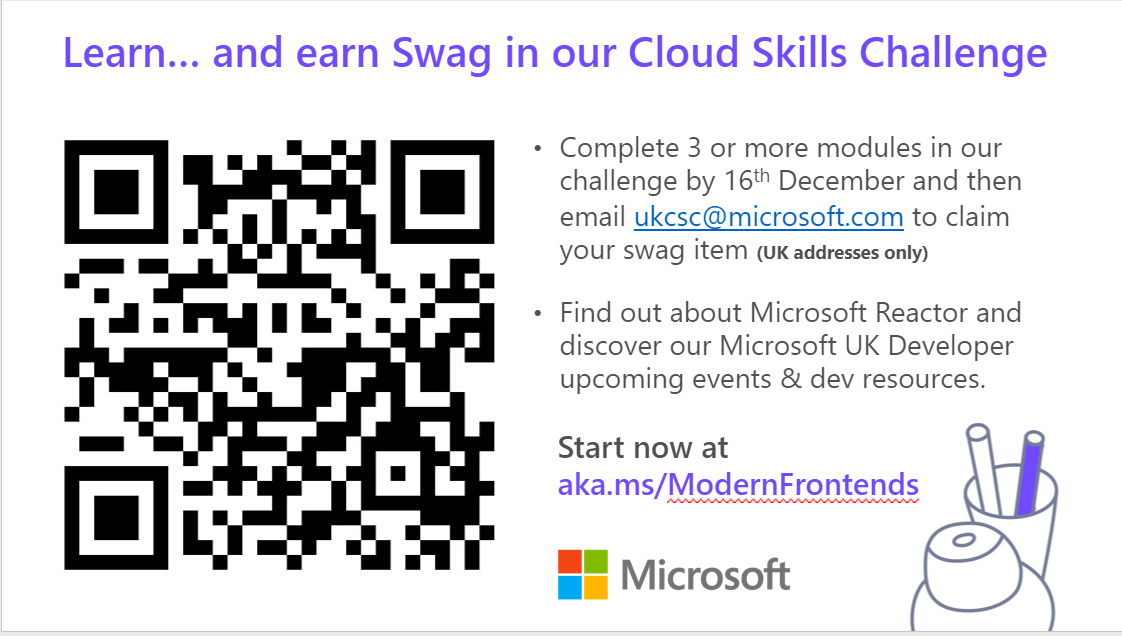 Learn... and earn Swag in our Cloud Skills Challenge
• Complete 3 or more modules in our
challenge by 16th December and then
email ukcsc@microsoft.com to claim
your swag item (UK addresses only)
• Find out about Microsoft Reactor and
discover our Microsoft UK Developer
upcoming events & dev resources.
Start now at
aka.ms/ModernFrontends
Microsoft